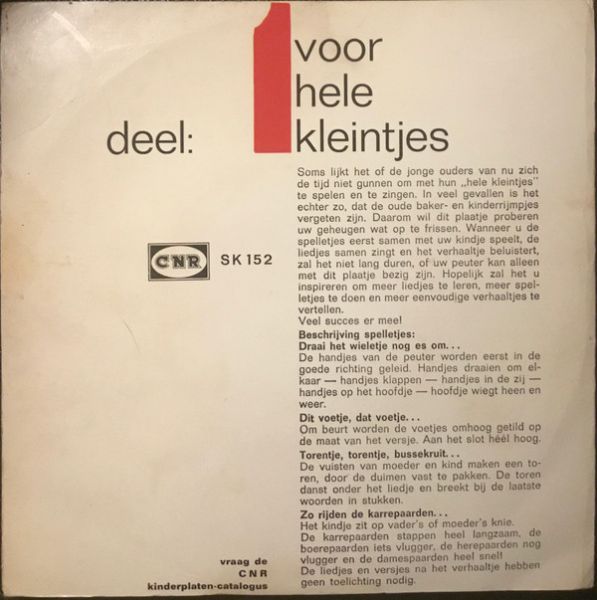 deel: 1 voor
hele
kleintjes
Soms lijkt het of de jonge ouders van nu zich
de tijd niet gunnen om met hun „hele kleintjes"
te spelen en te zingen. In veel gevallen is het
echter zo, dat de oude baker- en kinderrijmpjes
vergeten zijn. Daarom wil dit plaatje proberen
uw geheugen wat op te frissen. Wanneer u de
spelletjes eerst samen met uw kindje speelt, de
liedjes samen zingt en het verhaaltje beluistert,
zal het niet lang duren, of uw peuter kan alleen
met dit plaatje bezig zijn. Hopelijk zal het u
inspireren om meer liedjes te leren, meer spel-
letjes te doen en meer eenvoudige verhaaltjes te
vertellen.
Veel succes er mee!
Beschrijving spelletjes:
Draai het wieletje nog es om...
De handjes van de peuter worden eerst in de
goede richting geleid. Handjes draaien om el-
kaar — handjes klappen — handjes in de zij —
handjes op het hoofdje — hoofdje wiegt heen en
weer.
Dit voetje, dat voetje...
Om beurt worden de voetjes omhoog getild op
de maat van het versje. Aan het slot héél hoog.
Torentje, torentje, bussekruit...
De vuisten van moeder en kind maken een to-
ren, door de duimen vast te pakken. De toren
danst onder het liedje en breekt bij de laatste
woorden in stukken.
Zo rijden de karrepaarden...
Het kindje zit op vader's of moeder's knie.
De karrepaarden stappen heel langzaam, de
boerepaarden iets vlugger, de herepaarden nog
vlugger en de damespaarden heel snel!
De liedjes en versjes na het verhaaltje hebben
geen toelichting nodig.
CNR SK 152
vraag de
CNR
kinderplaten-catalogus